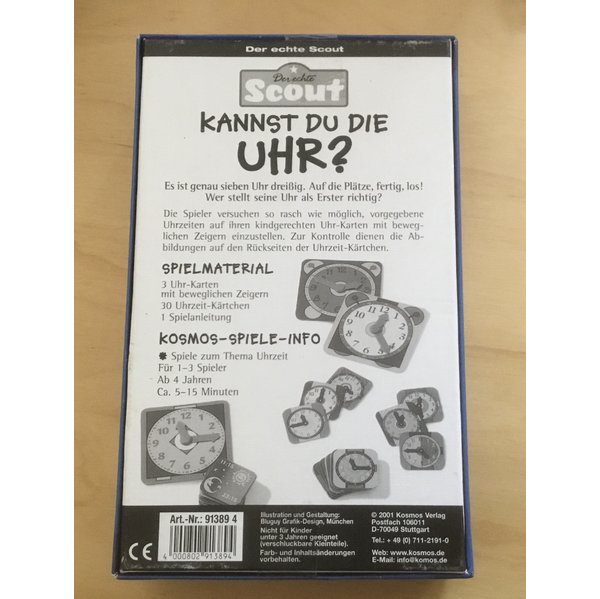 Der echte Scout
Der echte
Scout
KANNST DU DIE
UHR?
Es ist genau sieben Uhr dreißig. Auf die Plätze, fertig, los!
Wer stellt seine Uhr als Erster richtig?
Die Spieler versuchen so rasch wie möglich, vorgegebene
Uhrzeiten auf ihren kindgerechten Uhr-Karten mit beweg-
lichen Zeigern einzustellen. Zur Kontrolle dienen die Ab-
bildungen auf den Rückseiten der Uhrzeit-Kärtchen.
SPIELMATERIAL
3 Uhr-Karten
mit beweglichen Zeigern
30 Uhrzeit-Kärtchen
1 Spielanleitung
KOSMOS-SPIELE-INFO
Spiele zum Thema Uhrzeit
Für 1–3 Spieler
Ab 4 Jahren
Ca. 5–15 Minuten
Art.-Nr.: 91389 4
4 000802 913894
CE
Illustration und Gestaltung:
Bluguy Grafik-Design, München
Nicht für Kinder
unter 3 Jahren geeignet
(verschluckbare Kleinteile).
Farb- und Inhaltsänderungen
vorbehalten.
© 2001 Kosmos Verlag
Postfach 106011
D-70049 Stuttgart
Tel.: + 49 (0) 711-2191-0
Web: www.kosmos.de
E-Mail: info@komos.de